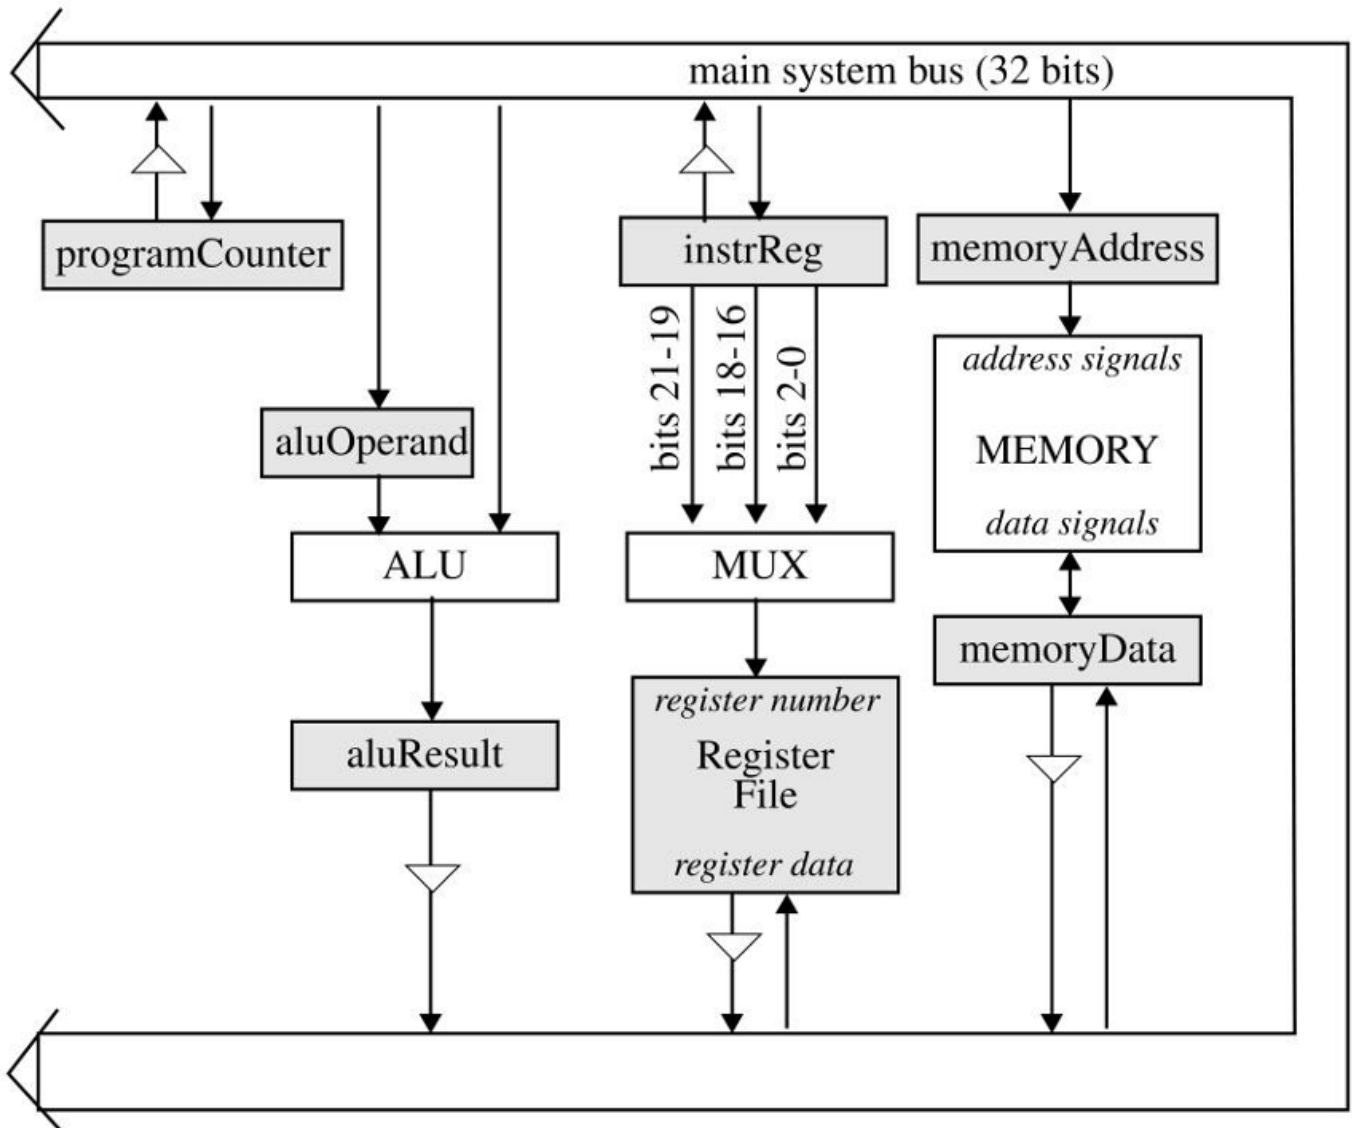 main system bus (32 bits)
programCounter
instrReg
memoryAddress
bits 21-19
bits 18-16
bits 2-0
address signals
MEMORY
data signals
aluOperand
ALU
MUX
memoryData
register number
Register
File
register data
aluResult